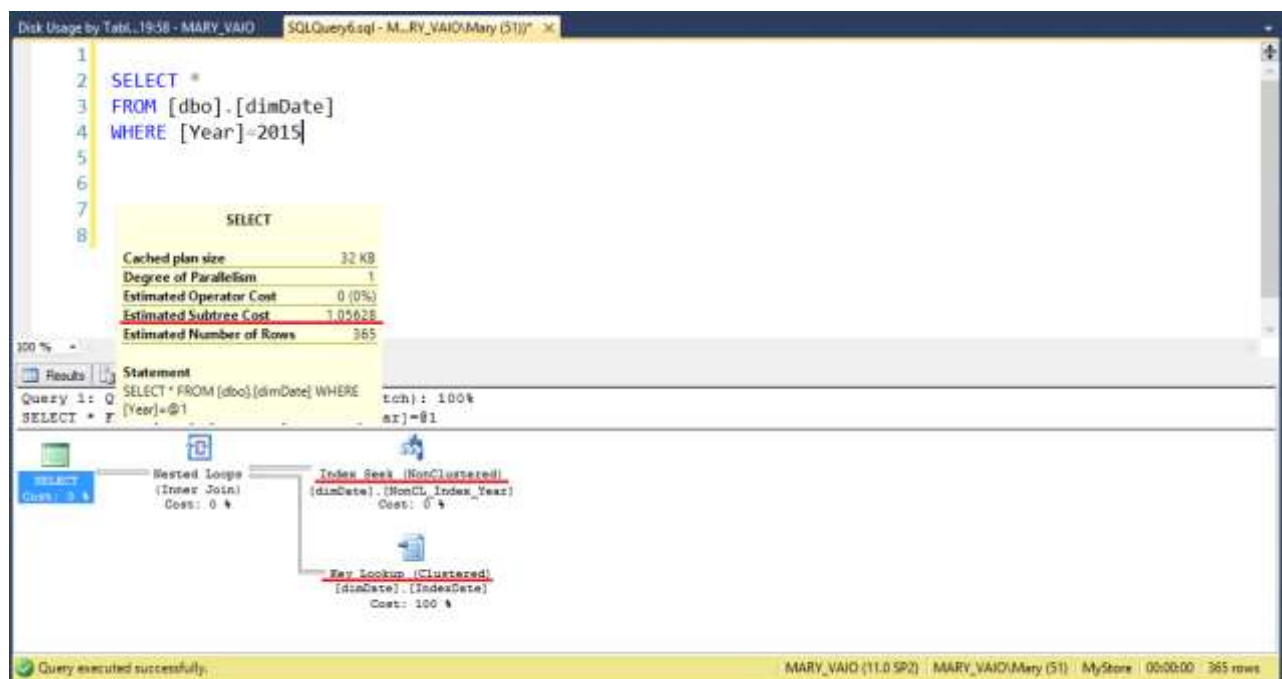 Disk Usage by Tabl...19:58 - MARY_VAIO
SQLQuery6.sql - M...RY_VAIO\Mary (51))* ×
1
2 SELECT *
3 FROM [dbo].[dimDate]
4 WHERE [Year]=2015
5
6
7
8
SELECT
Cached plan size 32 KB
Degree of Parallelism 1
Estimated Operator Cost 0 (0%)
Estimated Subtree Cost 1,05628
Estimated Number of Rows 365
Statement
SELECT * FROM [dbo].[dimDate] WHERE
[Year]=@1
100 %
Results
Query 1: Q tch): 100%
SELECT * F ar]=@1
SELECT
Cost: 0 %
Nested Loops
(Inner Join)
Cost: 0 %
Index Seek (NonClustered)
[dimDate].[NonCL_Index_Year]
Cost: 0 %
Key Lookup (Clustered)
[dimDate].[IndexDate]
Cost: 100 %
Query executed successfully.
MARY_VAIO (11.0 SP2) MARY_VAIO\Mary (51) MyStore 00:00:00 365 rows